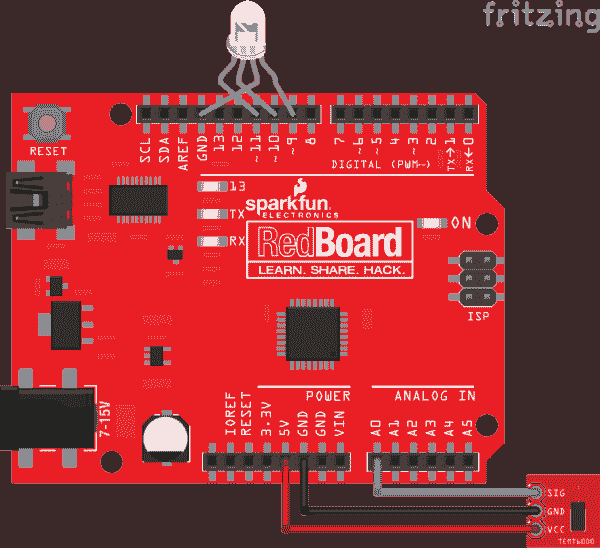 fritzing
RESET
SCL
SDA
AREF
GND
13
12
~11
~10
~9
8
7
~6
~5
4
~3
2
TX→1
RX←0
DIGITAL (PWM~)
13
TX
RX
sparkfun
ELECTRONICS
ON
RedBoard
LEARN. SHARE. HACK.
ISP
7-15V
POWER
ANALOG IN
IOREF
RESET
3.3V
5V
GND
GND
VIN
A0
A1
A2
A3
A4
A5
SIG
GND
VCC
TEMT6000